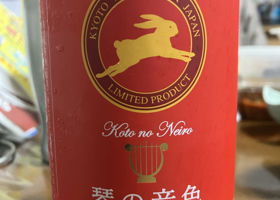 KYOTO JAPAN
LIMITED PRODUCT
Koto no Neiro
琴の音色